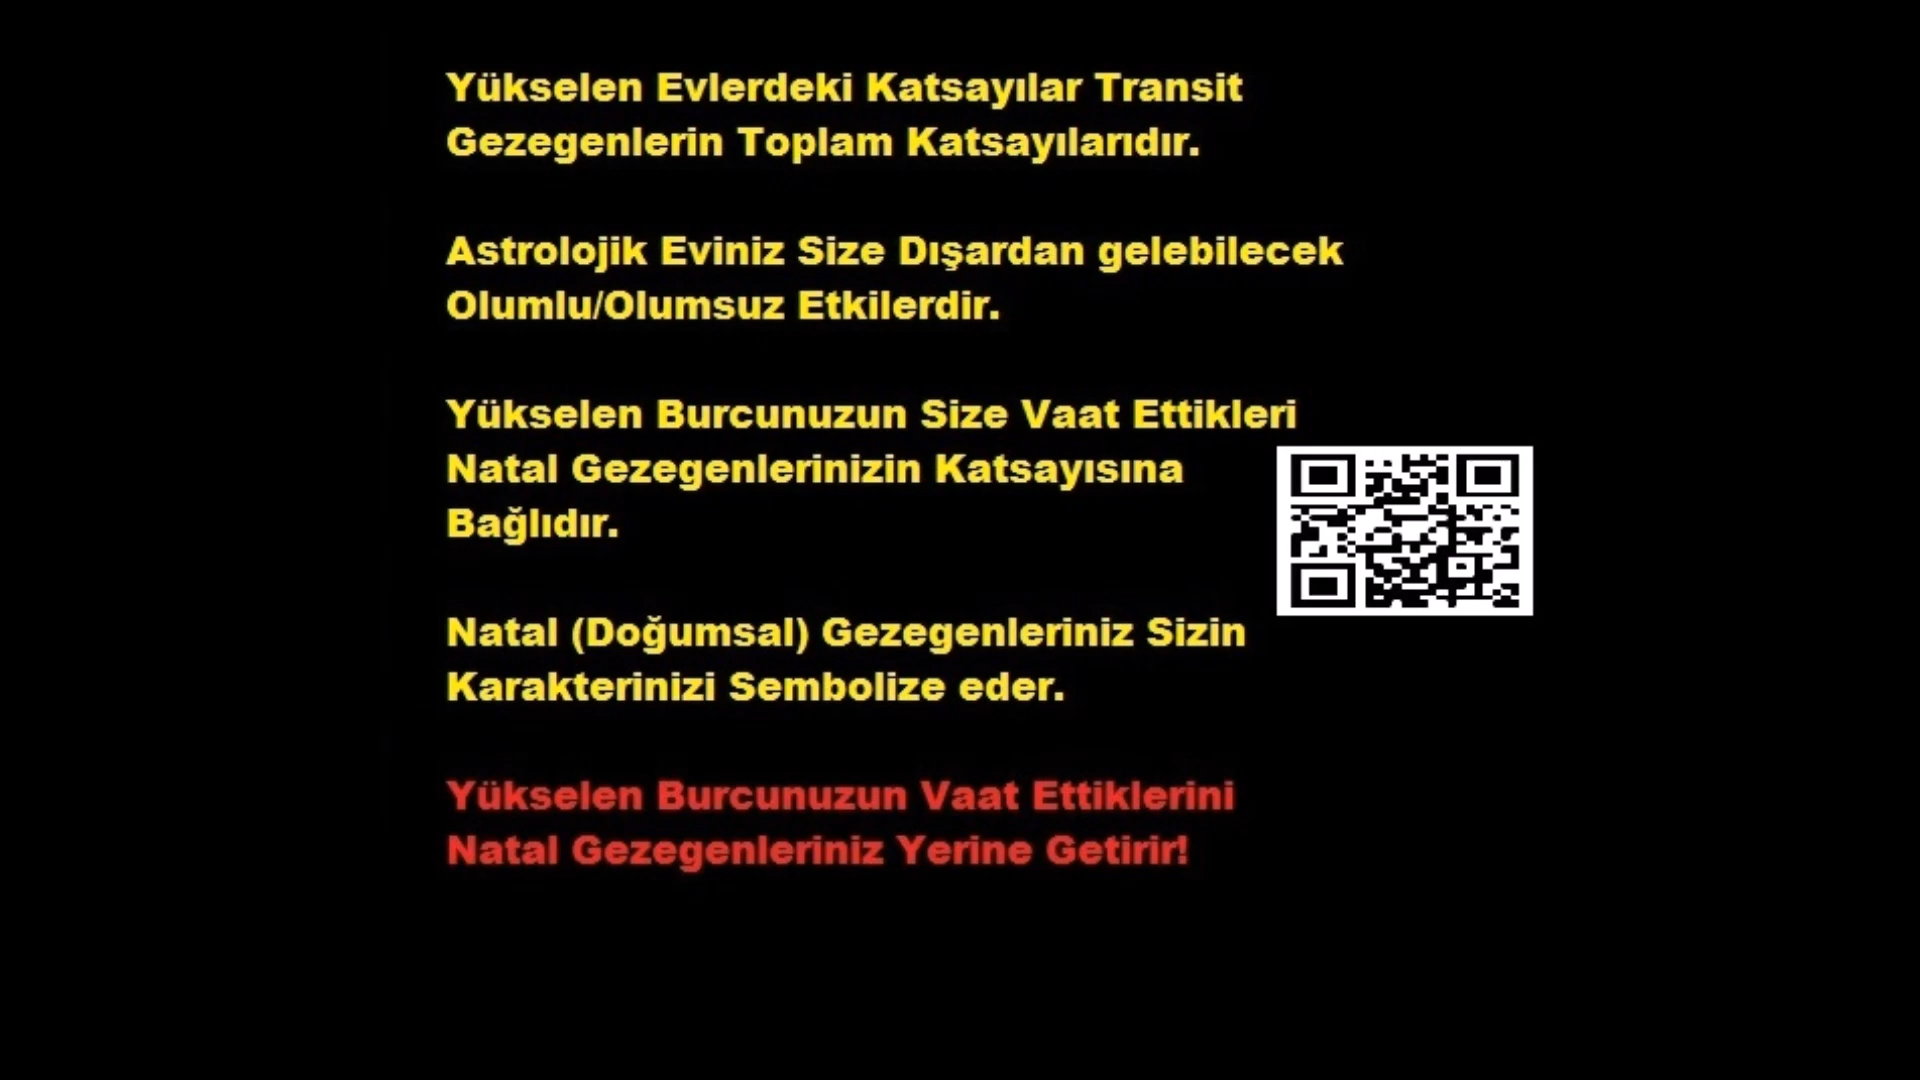 Yükselen Evlerdeki Katsayılar Transit
Gezegenlerin Toplam Katsayılarıdır.
Astrolojik Eviniz Size Dışardan gelebilecek
Olumlu/Olumsuz Etkilerdir.
Yükselen Burcunuzun Size Vaat Ettikleri
Natal Gezegenlerinizin Katsayısına
Bağlıdır.
Natal (Doğumsal) Gezegenleriniz Sizin
Karakterinizi Sembolize eder.
Yükselen Burcunuzun Vaat Ettiklerini
Natal Gezegenleriniz Yerine Getirir!